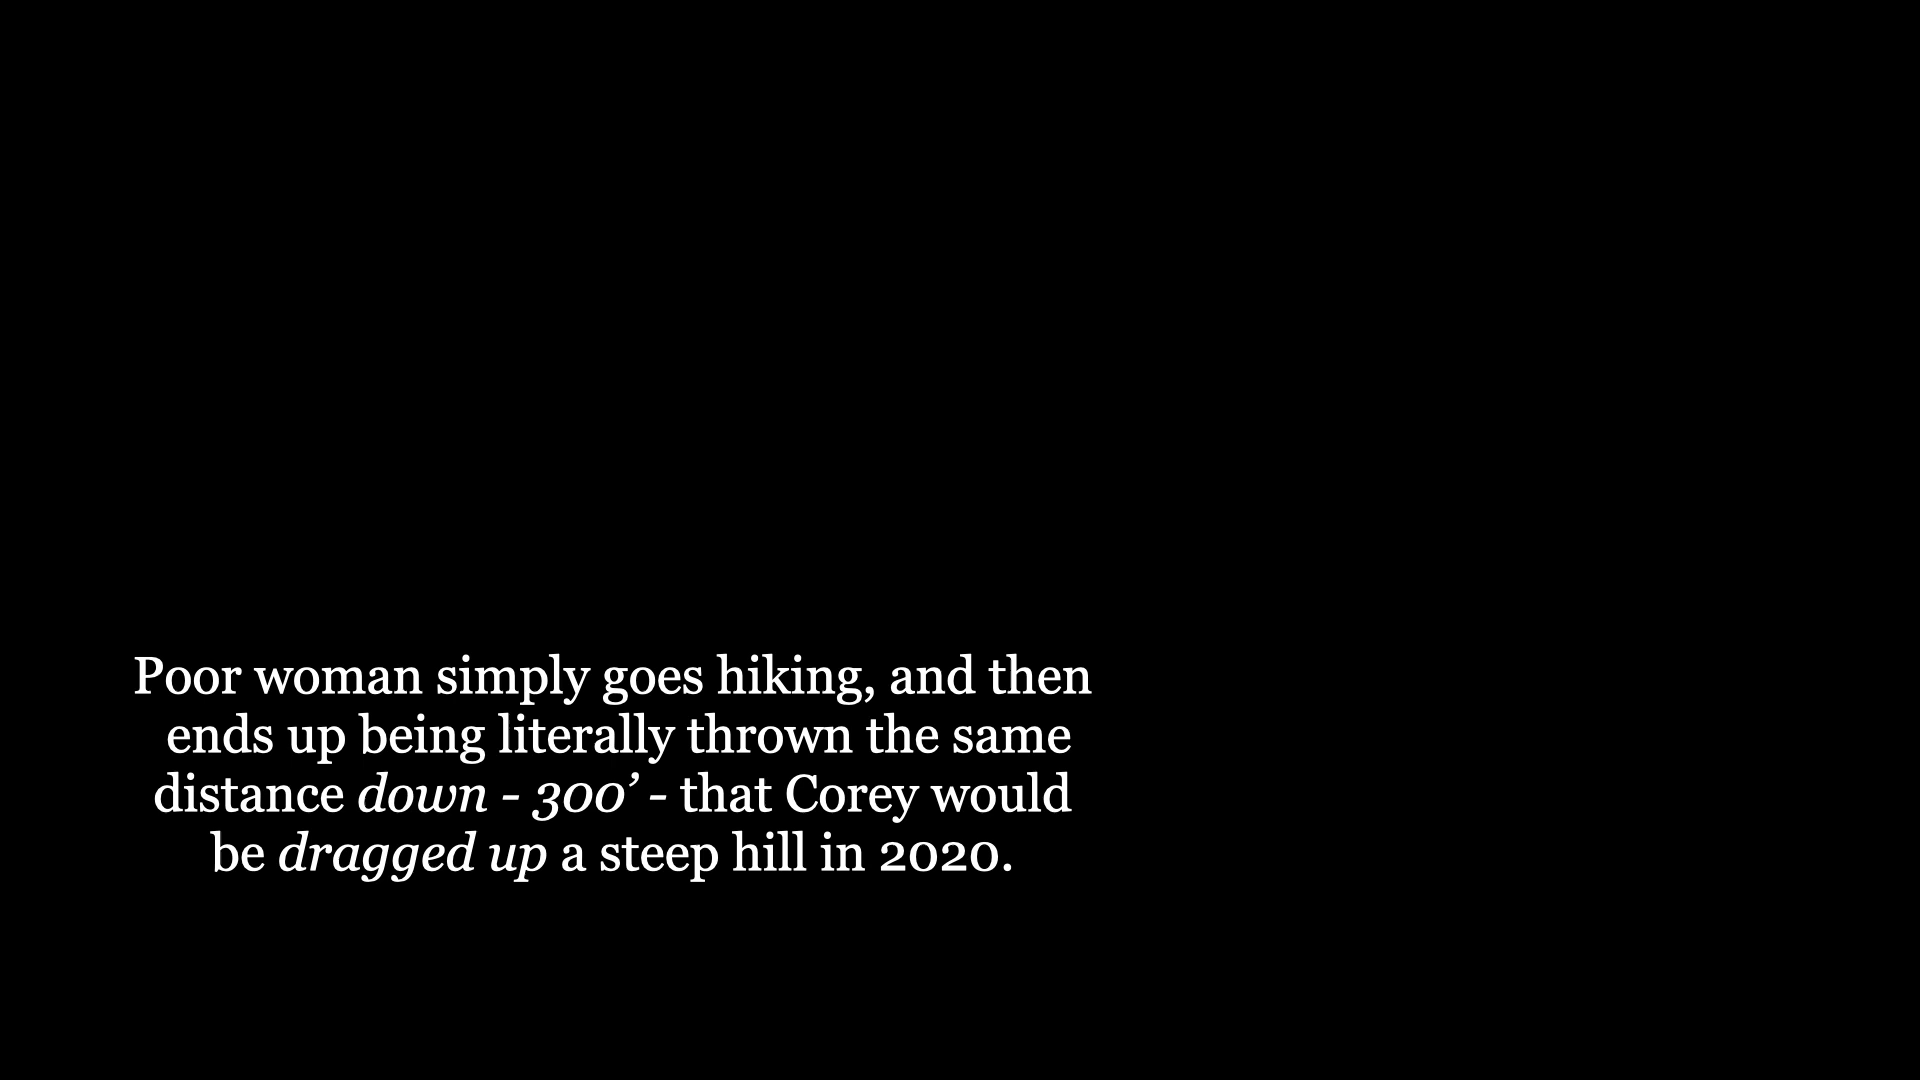 Poor woman simply goes hiking, and then
ends up being literally thrown the same
distance down - 300’ - that Corey would
be dragged up a steep hill in 2020.